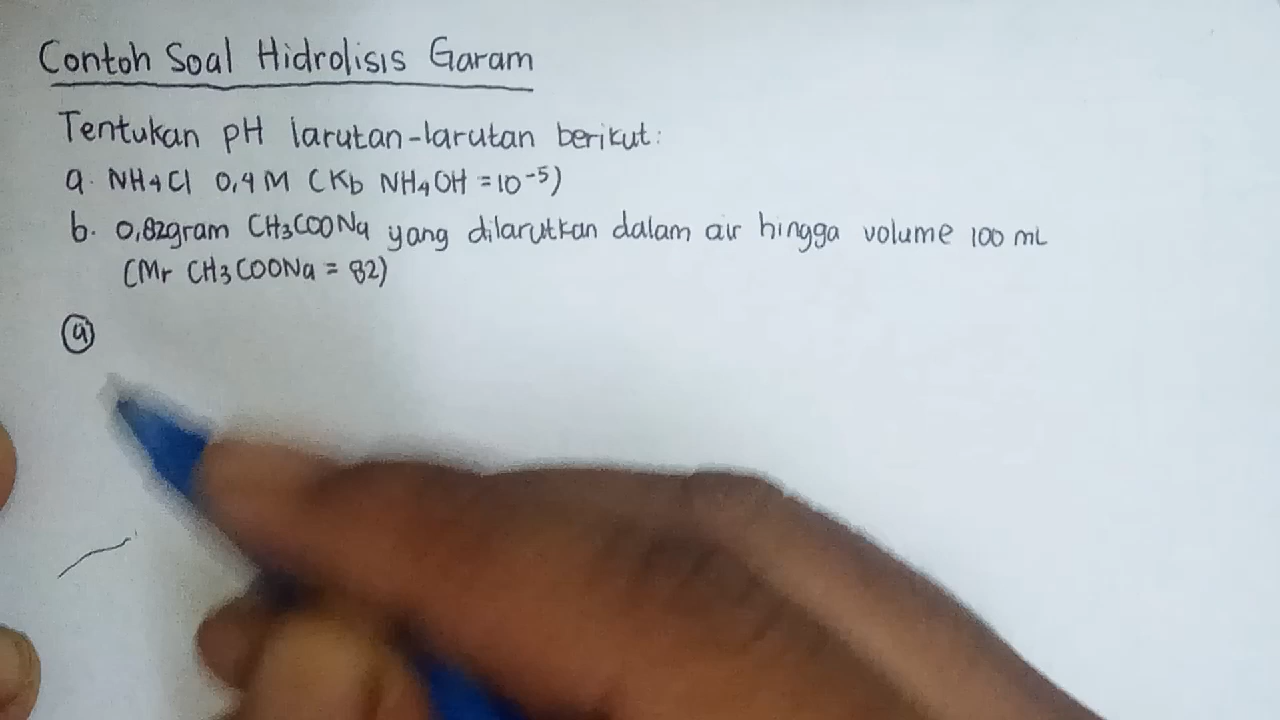 Contoh Soal Hidrolisis Garam
Tentukan pH larutan-larutan berikut:
a. NH4Cl 0,4 M (Kb NH4OH = 10⁻⁵)
b. 0,82gram CH3COONa yang dilarutkan dalam air hingga volume 100 mL
(Mr CH3COONa = 82)
a